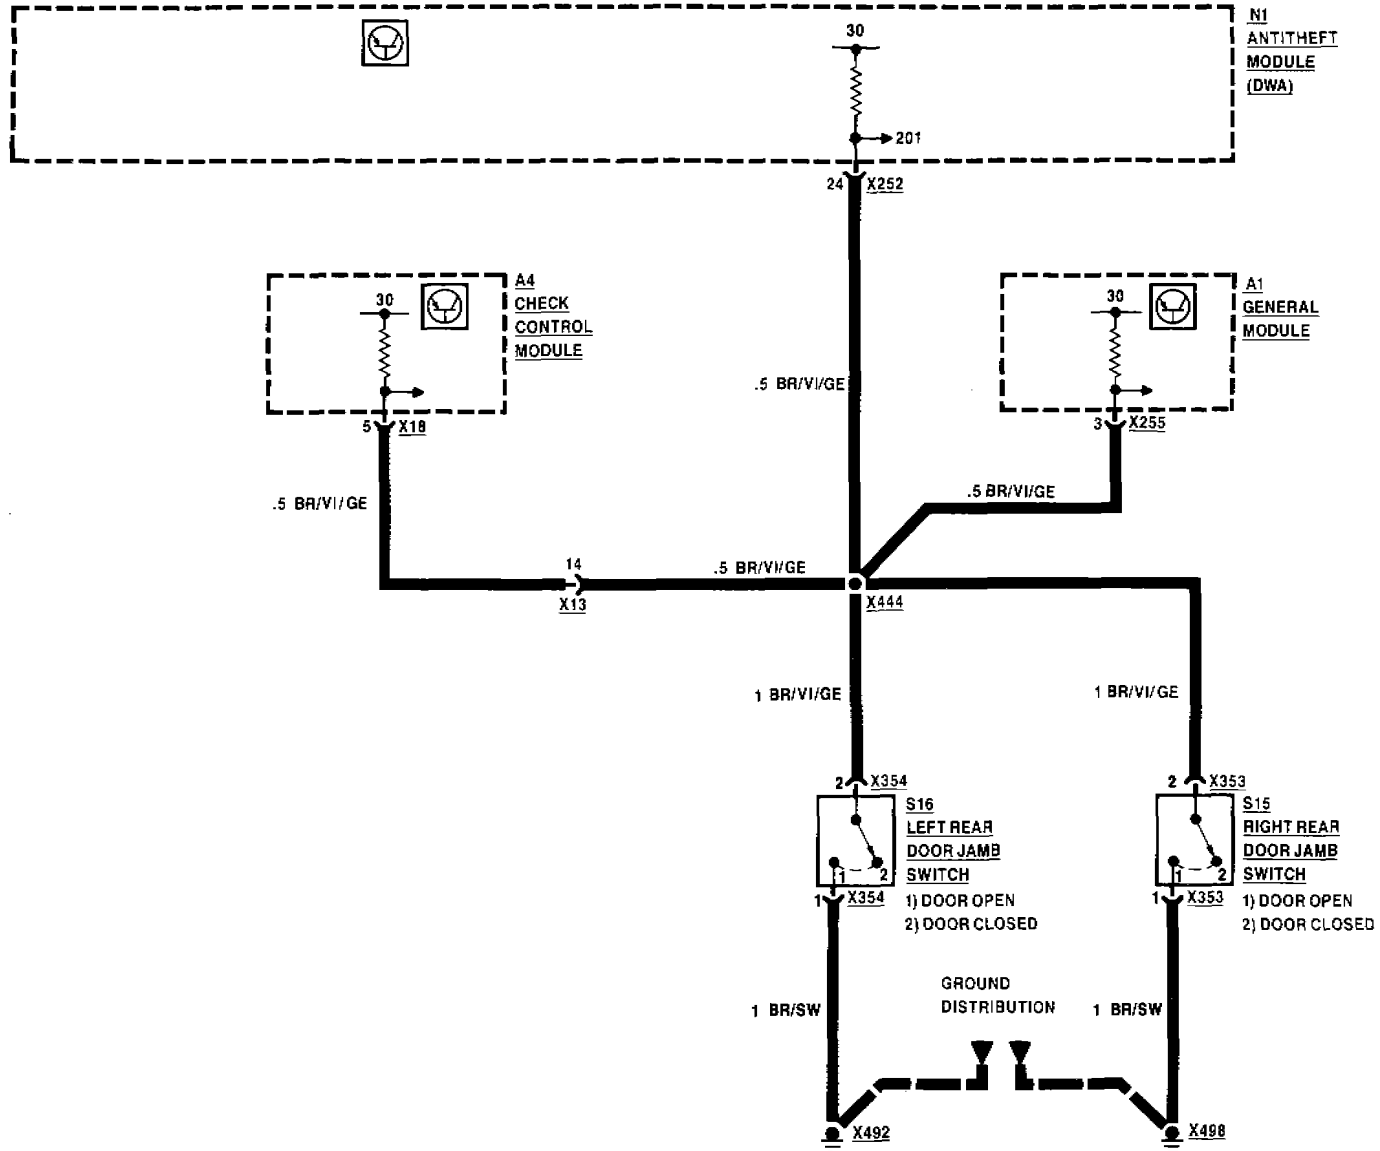 N1
ANTITHEFT
MODULE
(DWA)
30
201
24 X252
A4
CHECK
CONTROL
MODULE
30
5 X18
A1
GENERAL
MODULE
30
3 X255
.5 BR/VI/GE
.5 BR/VI/GE
.5 BR/VI/GE
14
X13
.5 BR/VI/GE
X444
1 BR/VI/GE
1 BR/VI/GE
2 X354
S16
LEFT REAR
DOOR JAMB
SWITCH
1) DOOR OPEN
2) DOOR CLOSED
1 2
1 X354
2 X353
S15
RIGHT REAR
DOOR JAMB
SWITCH
1) DOOR OPEN
2) DOOR CLOSED
1 2
1 X353
GROUND
DISTRIBUTION
1 BR/SW
1 BR/SW
X492
X498